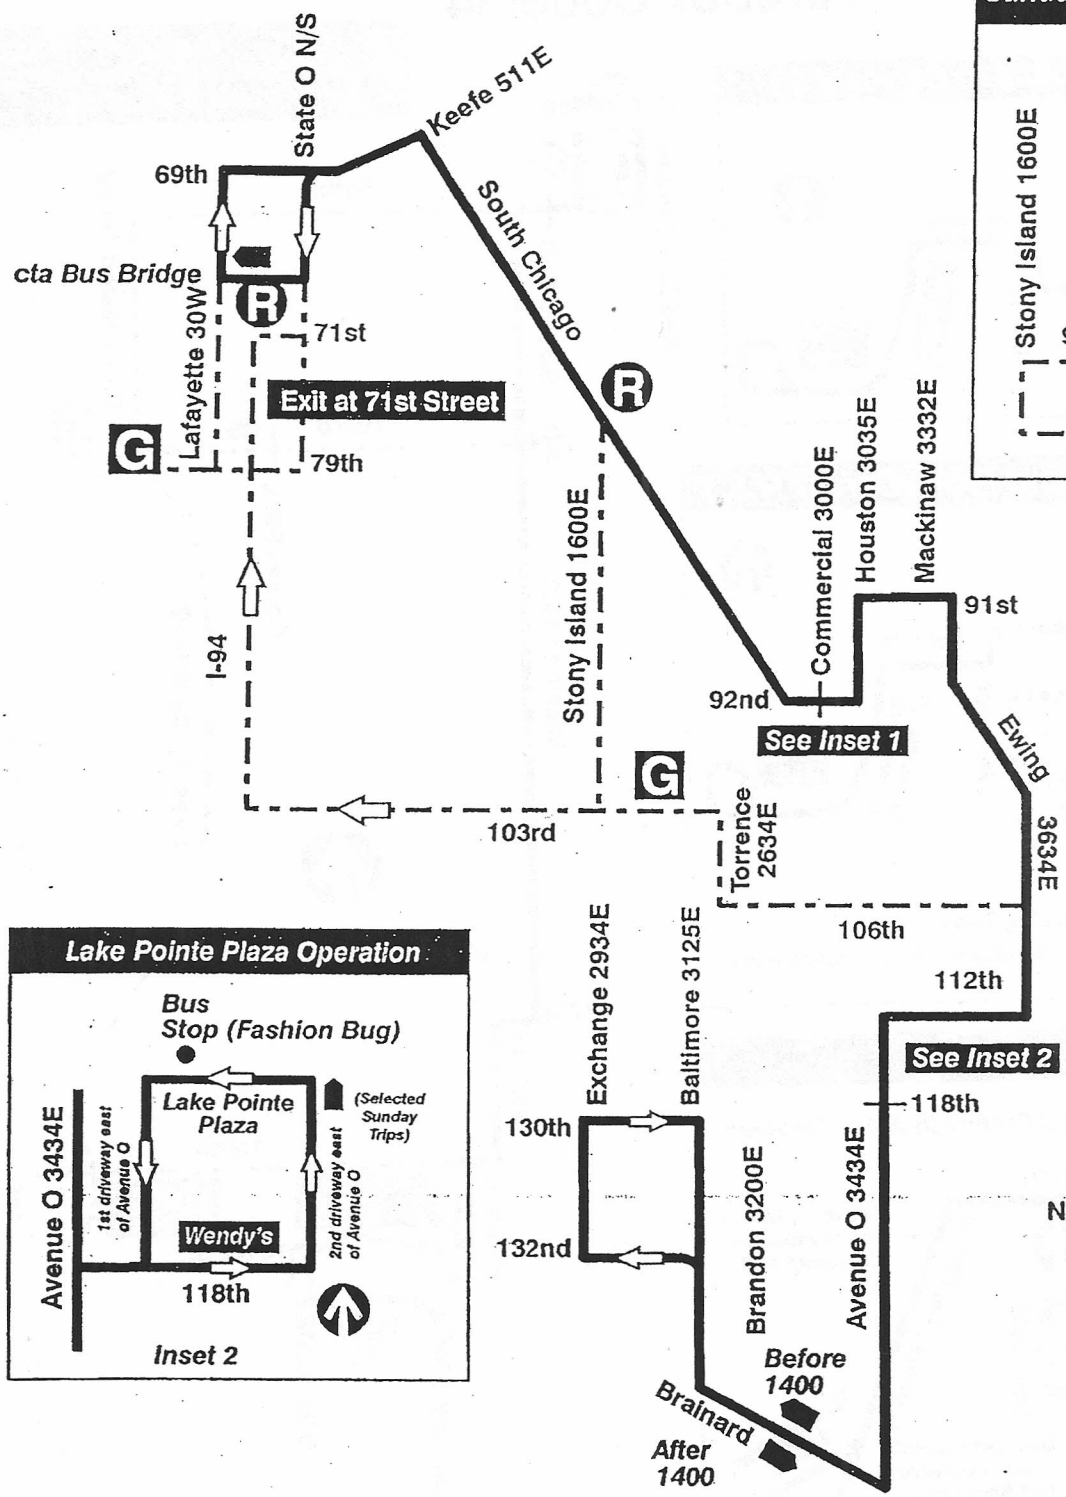 State O N/S
Keefe 511E
69th
South Chicago
cta Bus Bridge
R
Lafayette 30W
71st
Exit at 71st Street
R
G
79th
Stony Island 1600E
Stony Island 1600E
Commercial 3000E
Houston 3035E
Mackinaw 3332E
91st
I-94
92nd
See Inset 1
Ewing
3634E
G
103rd
Torrence
2634E
106th
112th
See Inset 2
Exchange 2934E
Baltimore 3125E
118th
130th
132nd
Brandon 3200E
Avenue O 3434E
N
Before
1400
Brainard
After
1400
Lake Pointe Plaza Operation
Bus
Stop (Fashion Bug)
Lake Pointe
Plaza
(Selected
Sunday
Trips)
Avenue O 3434E
1st driveway east
of Avenue O
2nd driveway east
of Avenue O
Wendy's
118th
Inset 2